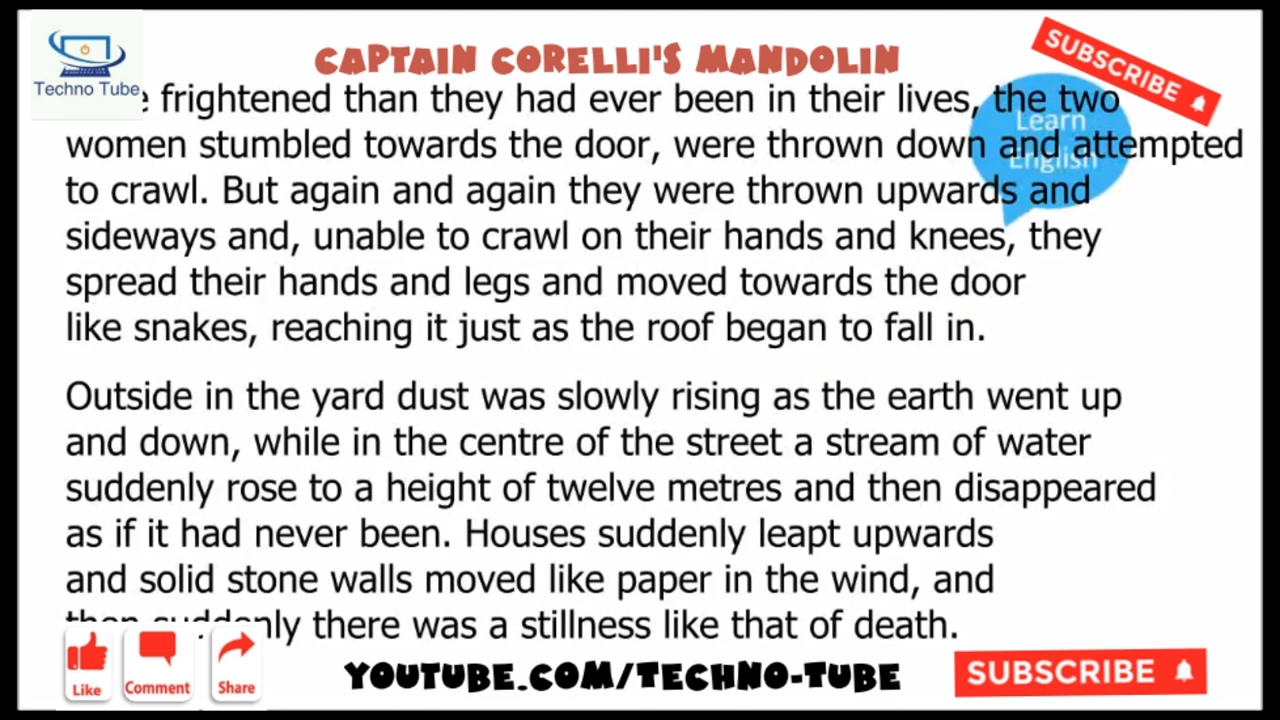 CAPTAIN CORELLI'S MANDOLIN
SUBSCRIBE
Techno Tube
frightened than they had ever been in their lives, the two
Learn
English
women stumbled towards the door, were thrown down and attempted
to crawl. But again and again they were thrown upwards and
sideways and, unable to crawl on their hands and knees, they
spread their hands and legs and moved towards the door
like snakes, reaching it just as the roof began to fall in.
Outside in the yard dust was slowly rising as the earth went up
and down, while in the centre of the street a stream of water
suddenly rose to a height of twelve metres and then disappeared
as if it had never been. Houses suddenly leapt upwards
and solid stone walls moved like paper in the wind, and
then suddenly there was a stillness like that of death.
Like
Comment
Share
YOUTUBE.COM/TECHNO-TUBE
SUBSCRIBE